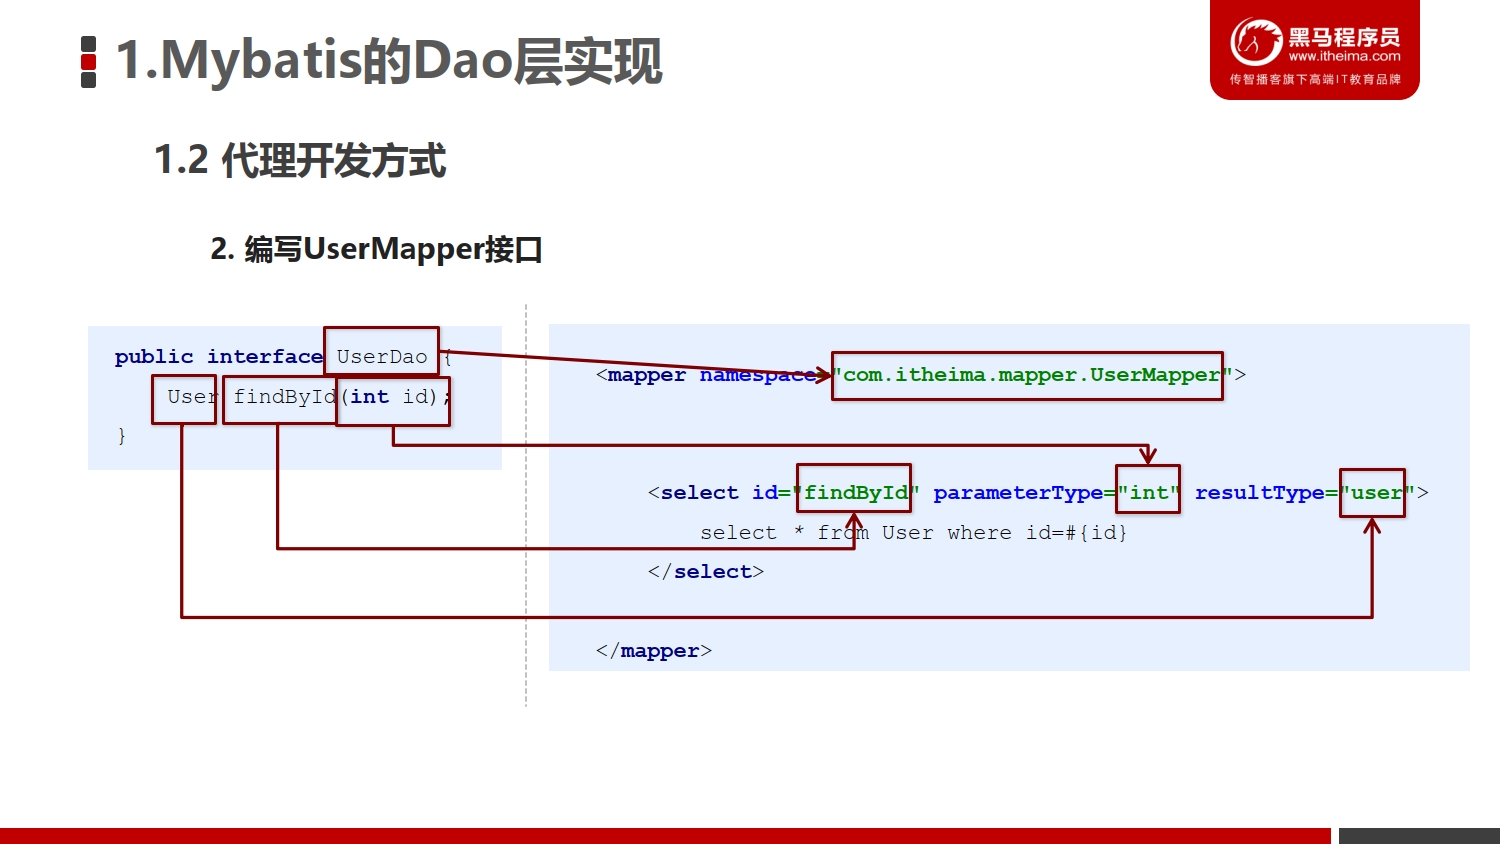 1.Mybatis的Dao层实现
黑马程序员
www.itheima.com
传智播客旗下高端IT教育品牌
1.2 代理开发方式
2. 编写UserMapper接口
public interface UserDao {
User findById(int id);
}
<mapper namespace="com.itheima.mapper.UserMapper">
<select id="findById" parameterType="int" resultType="user">
select * from User where id=#{id}
</select>
</mapper>